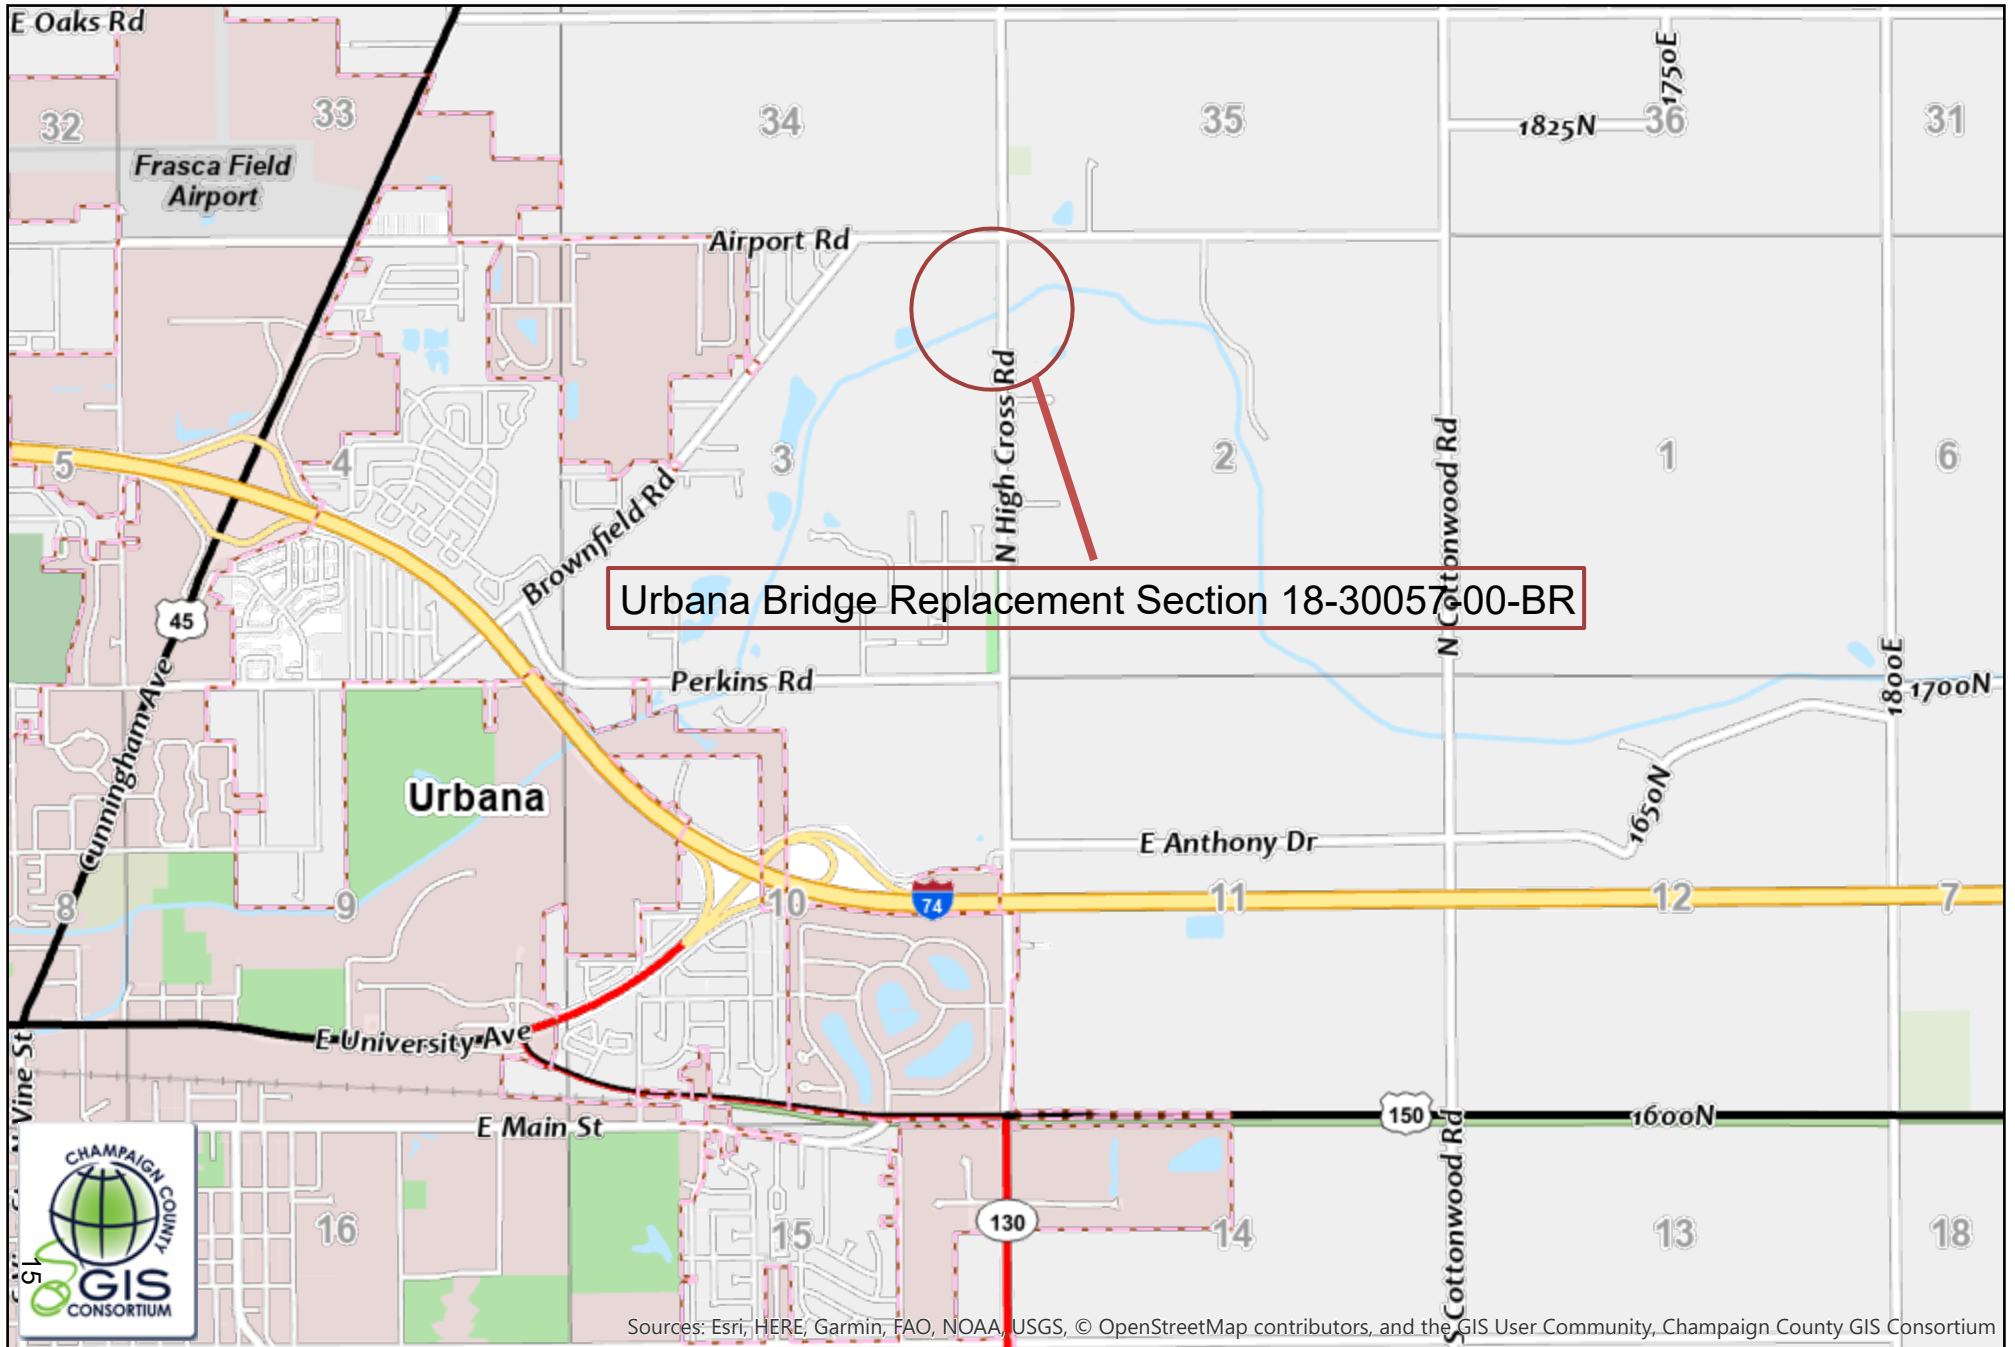 E Oaks Rd
1750E
32
33
34
35
1825N
36
31
Frasca Field
Airport
Airport Rd
N High Cross Rd
N Cottonwood Rd
5
4
3
2
1
6
Brownfield Rd
Urbana Bridge Replacement Section 18-30057-00-BR
45
Cunningham Ave
Perkins Rd
1800E
1700N
Urbana
1650N
E Anthony Dr
8
9
10
74
11
12
7
E University Ave
Vine St
E Main St
150
1600N
S Cottonwood Rd
CHAMPAIGN COUNTY
GIS
CONSORTIUM
15
16
15
130
14
13
18
Sources: Esri, HERE, Garmin, FAO, NOAA, USGS, © OpenStreetMap contributors, and the GIS User Community, Champaign County GIS Consortium